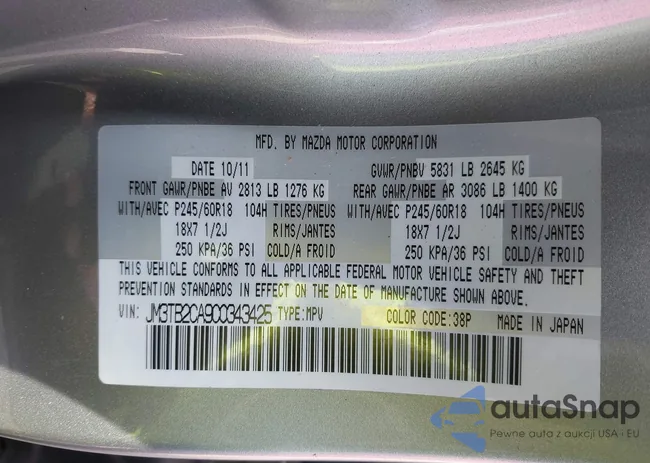 MFD. BY MAZDA MOTOR CORPORATION
DATE 10/11 GVWR/PNBV 5831 LB 2645 KG
FRONT GAWR/PNBE AV 2813 LB 1276 KG REAR GAWR/PNBE AR 3086 LB 1400 KG
WITH/AVEC P245/60R18 104H TIRES/PNEUS WITH/AVEC P245/60R18 104H TIRES/PNEUS
18X7 1/2J RIMS/JANTES 18X7 1/2J RIMS/JANTES
250 KPA/36 PSI COLD/A FROID 250 KPA/36 PSI COLD/A FROID
THIS VEHICLE CONFORMS TO ALL APPLICABLE FEDERAL MOTOR VEHICLE SAFETY AND THEFT
PREVENTION STANDARDS IN EFFECT ON THE DATE OF MANUFACTURE SHOWN ABOVE.
VIN: JM3TB2CA9C0343425 TYPE:MPV COLOR CODE:38P MADE IN JAPAN
autaSnap
Pewne auta z aukcji USA i EU